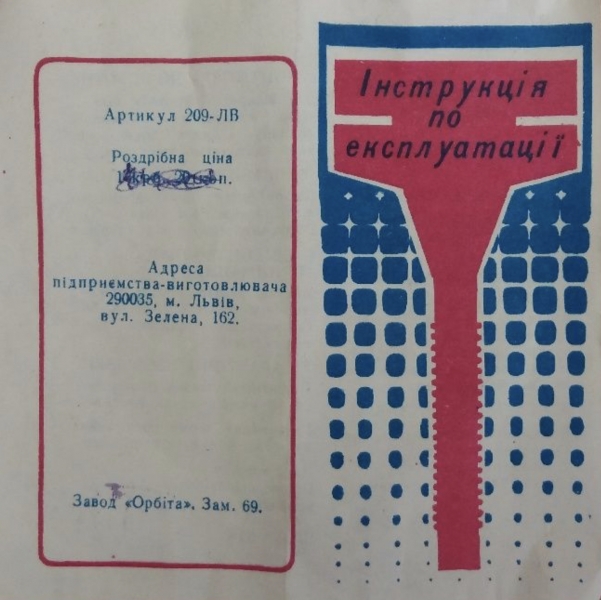 Артикул 209-ЛВ
Роздрібна ціна
п.
Адреса
підприємства-виготовлювача
290035, м. Львів,
вул. Зелена, 162.
Завод «Орбіта». Зам. 69.
Інструкція
по
експлуатації